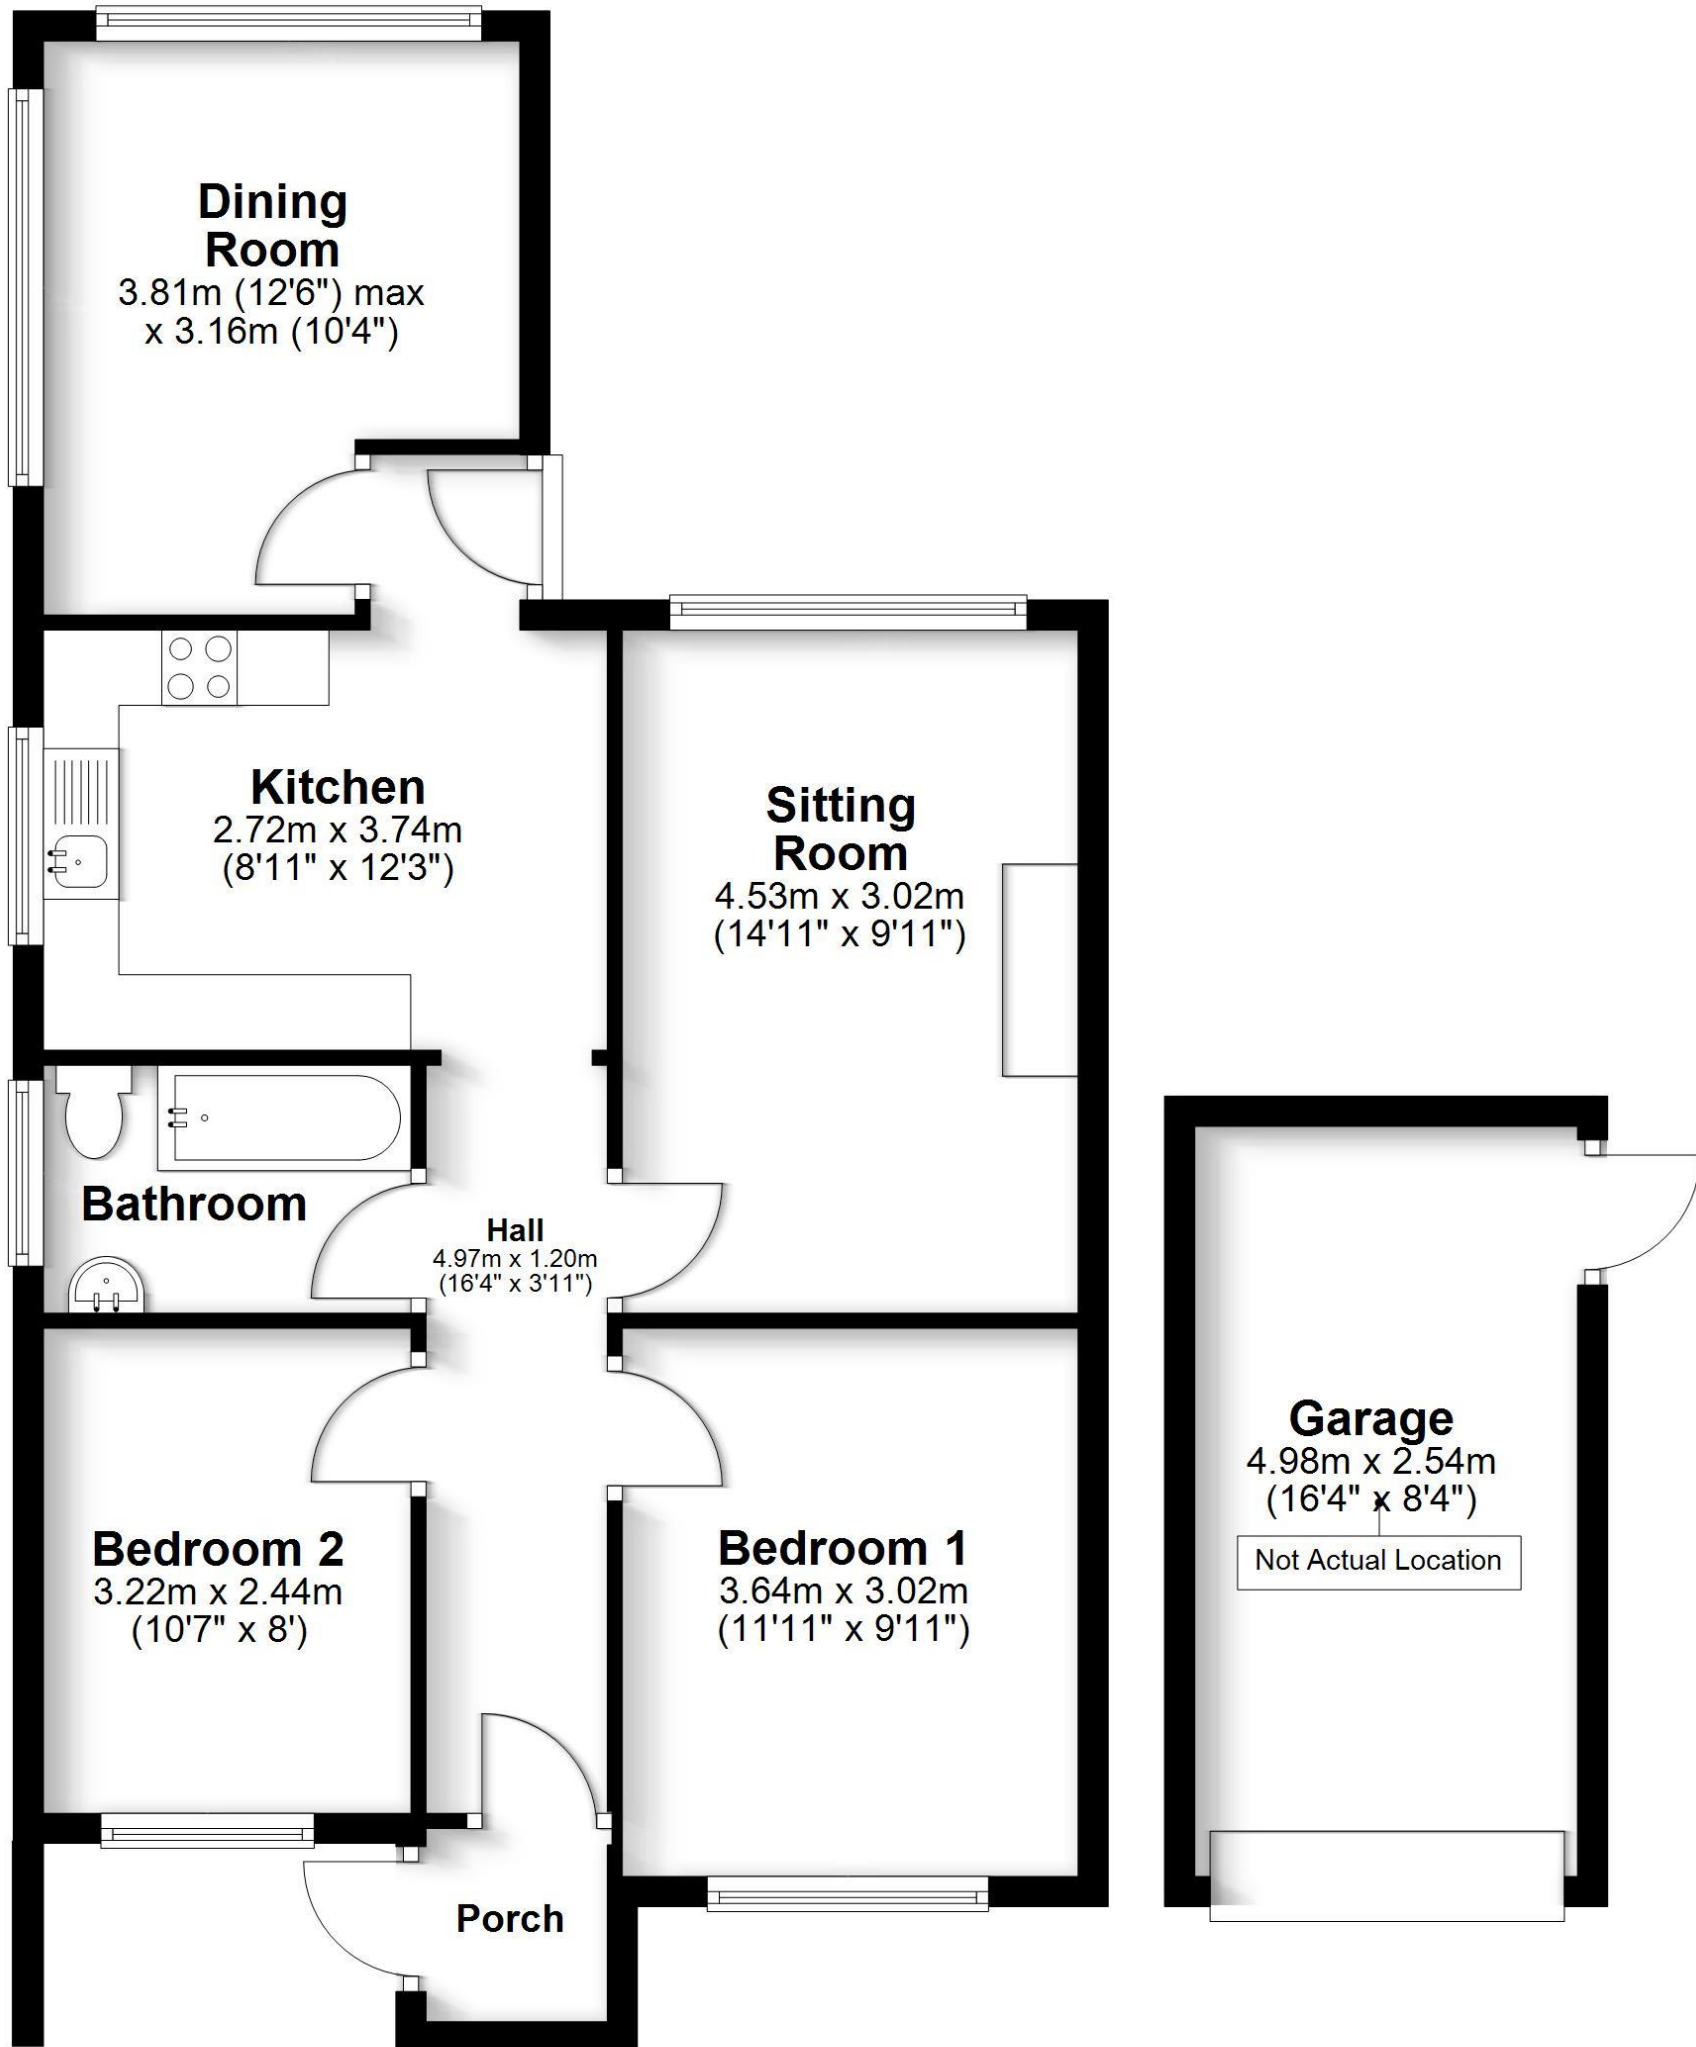 Dining
Room
3.81m (12'6") max
x 3.16m (10'4")
Kitchen
2.72m x 3.74m
(8'11" x 12'3")
Sitting
Room
4.53m x 3.02m
(14'11" x 9'11")
Bathroom
Hall
4.97m x 1.20m
(16'4" x 3'11")
Bedroom 2
3.22m x 2.44m
(10'7" x 8')
Bedroom 1
3.64m x 3.02m
(11'11" x 9'11")
Porch
Garage
4.98m x 2.54m
(16'4" x 8'4")
Not Actual Location